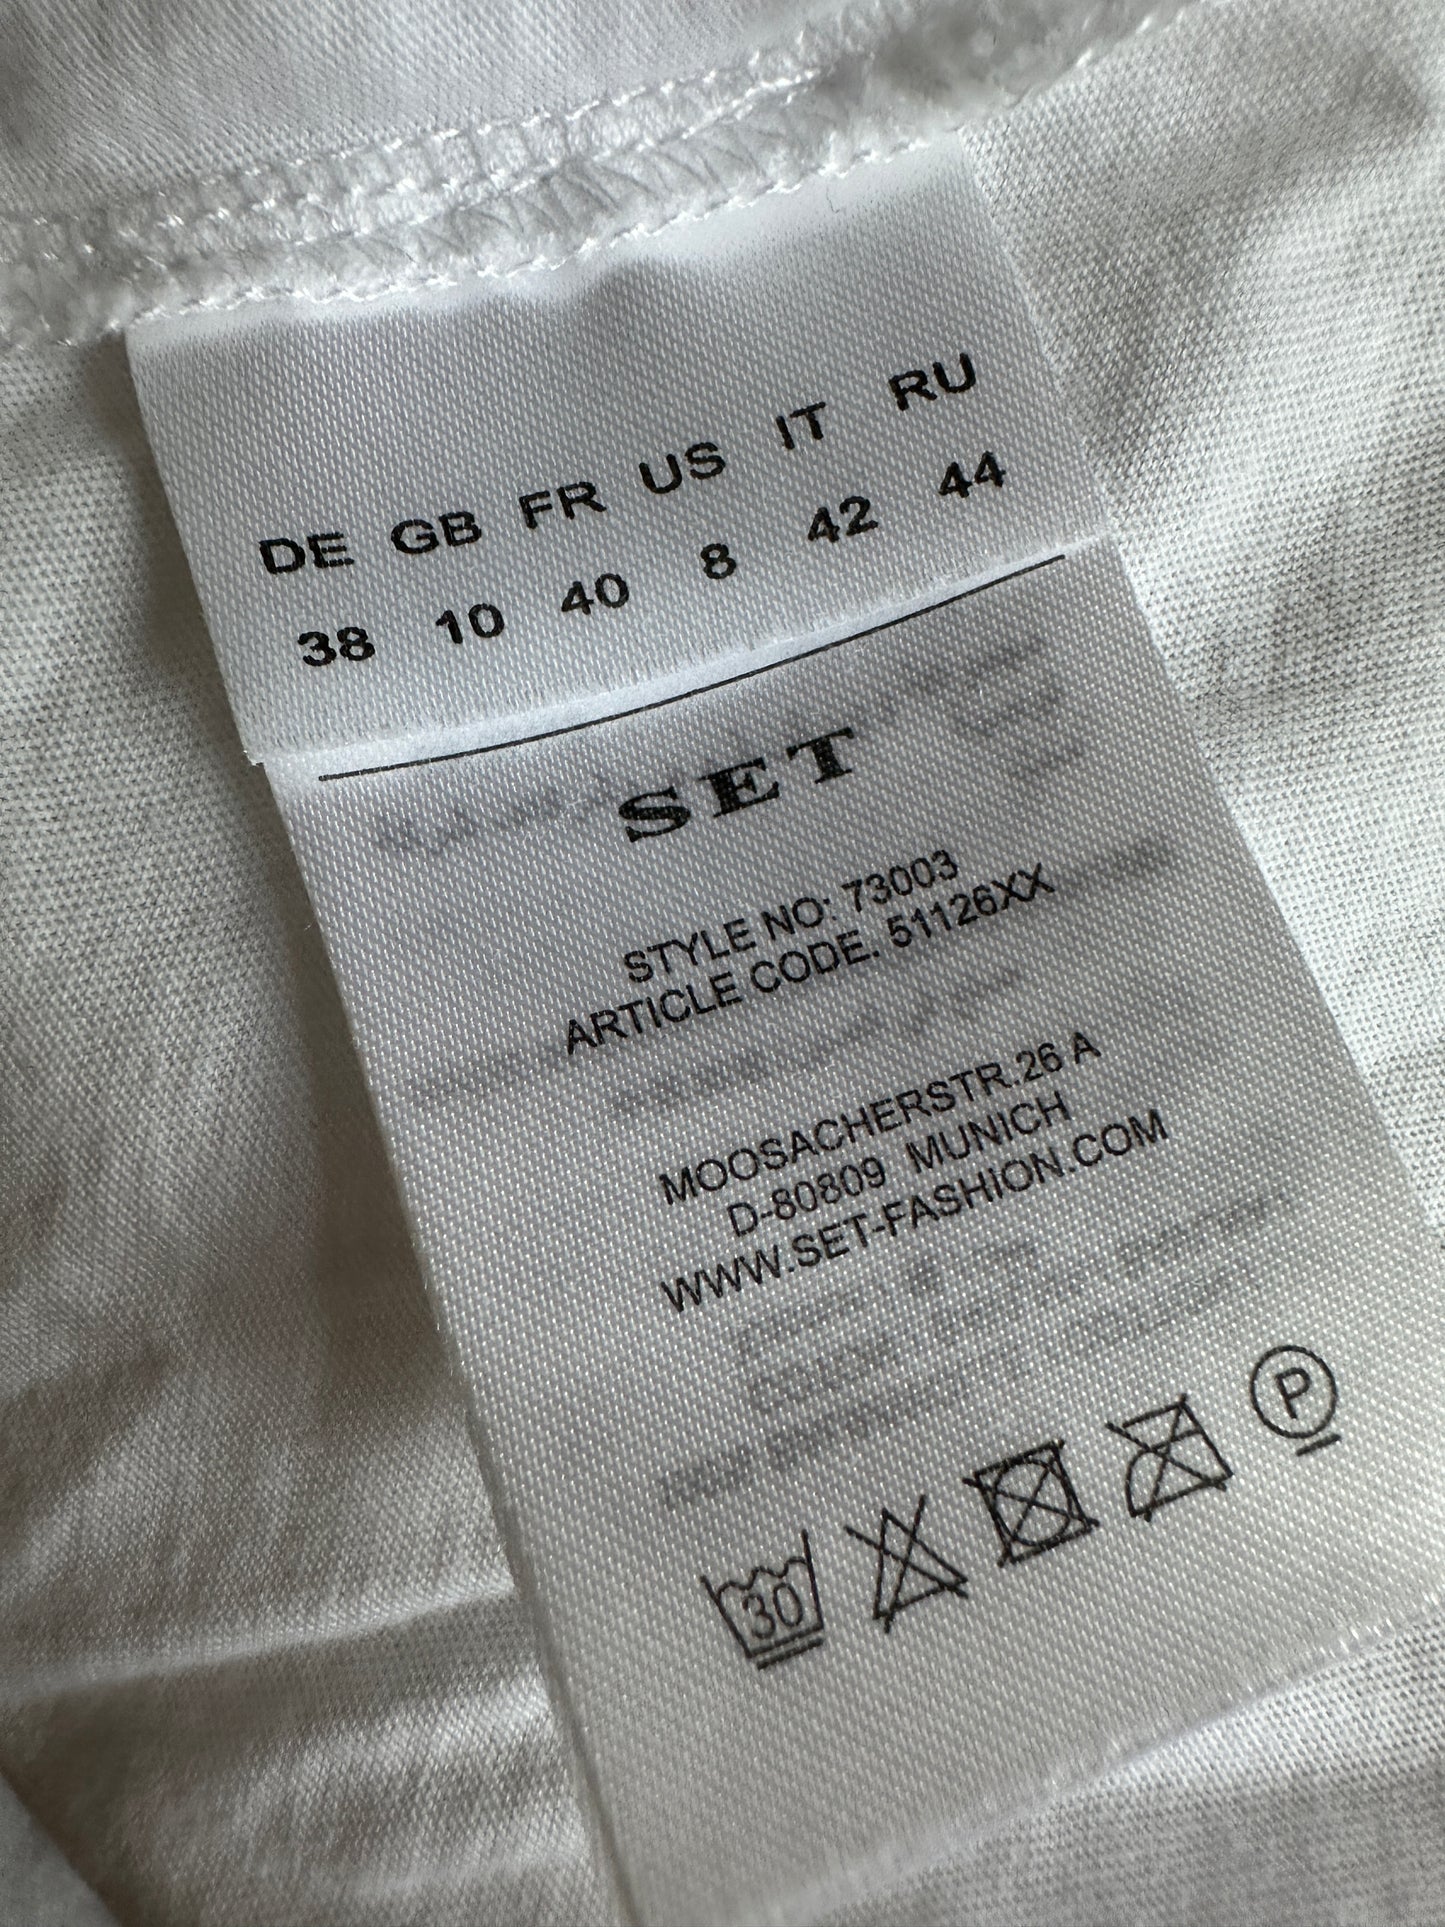 DE GB FR US IT RU
38 10 40 8 42 44
SET
STYLE NO: 73003
ARTICLE CODE. 51126XX
MOOSACHERSTR.26 A
D-80809 MUNICH
WWW.SET-FASHION.COM
30
P